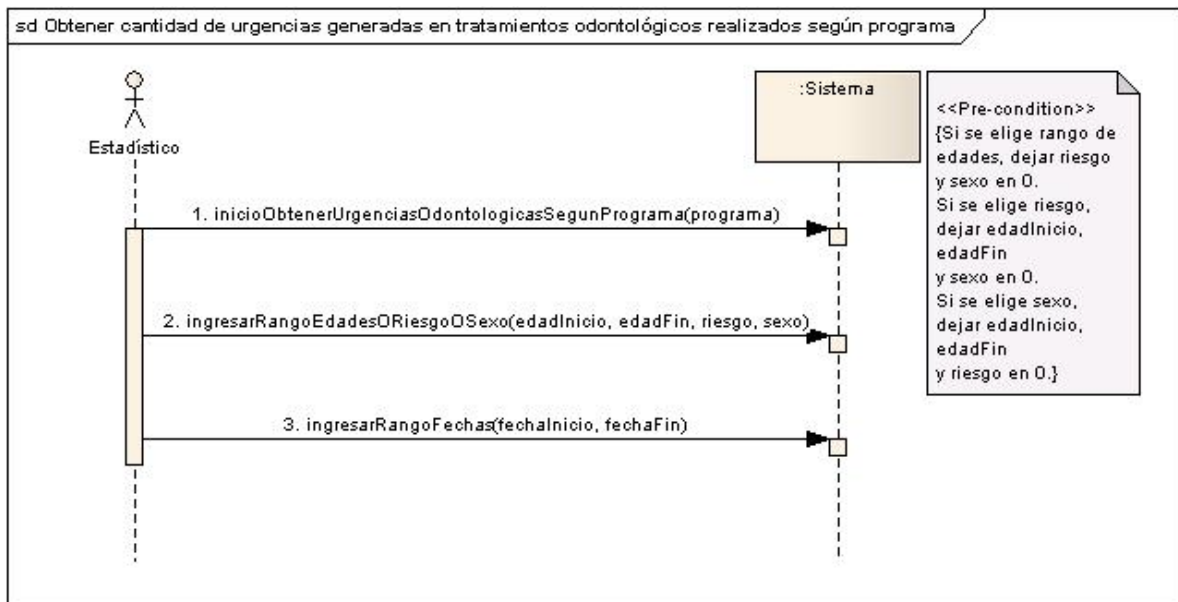 sd Obtener cantidad de urgencias generadas en tratamientos odontológicos realizados según programa
Estadístico
:Sistema
<<Pre-condition>>
{Si se elige rango de
edades, dejar riesgo
y sexo en 0.
Si se elige riesgo,
dejar edadInicio,
edadFin
y sexo en 0.
Si se elige sexo,
dejar edadInicio,
edadFin
y riesgo en 0.}
1. inicioObtenerUrgenciasOdontologicasSegunPrograma(programa)
2. ingresarRangoEdadesORiesgoOSexo(edadInicio, edadFin, riesgo, sexo)
3. ingresarRangoFechas(fechaInicio, fechaFin)